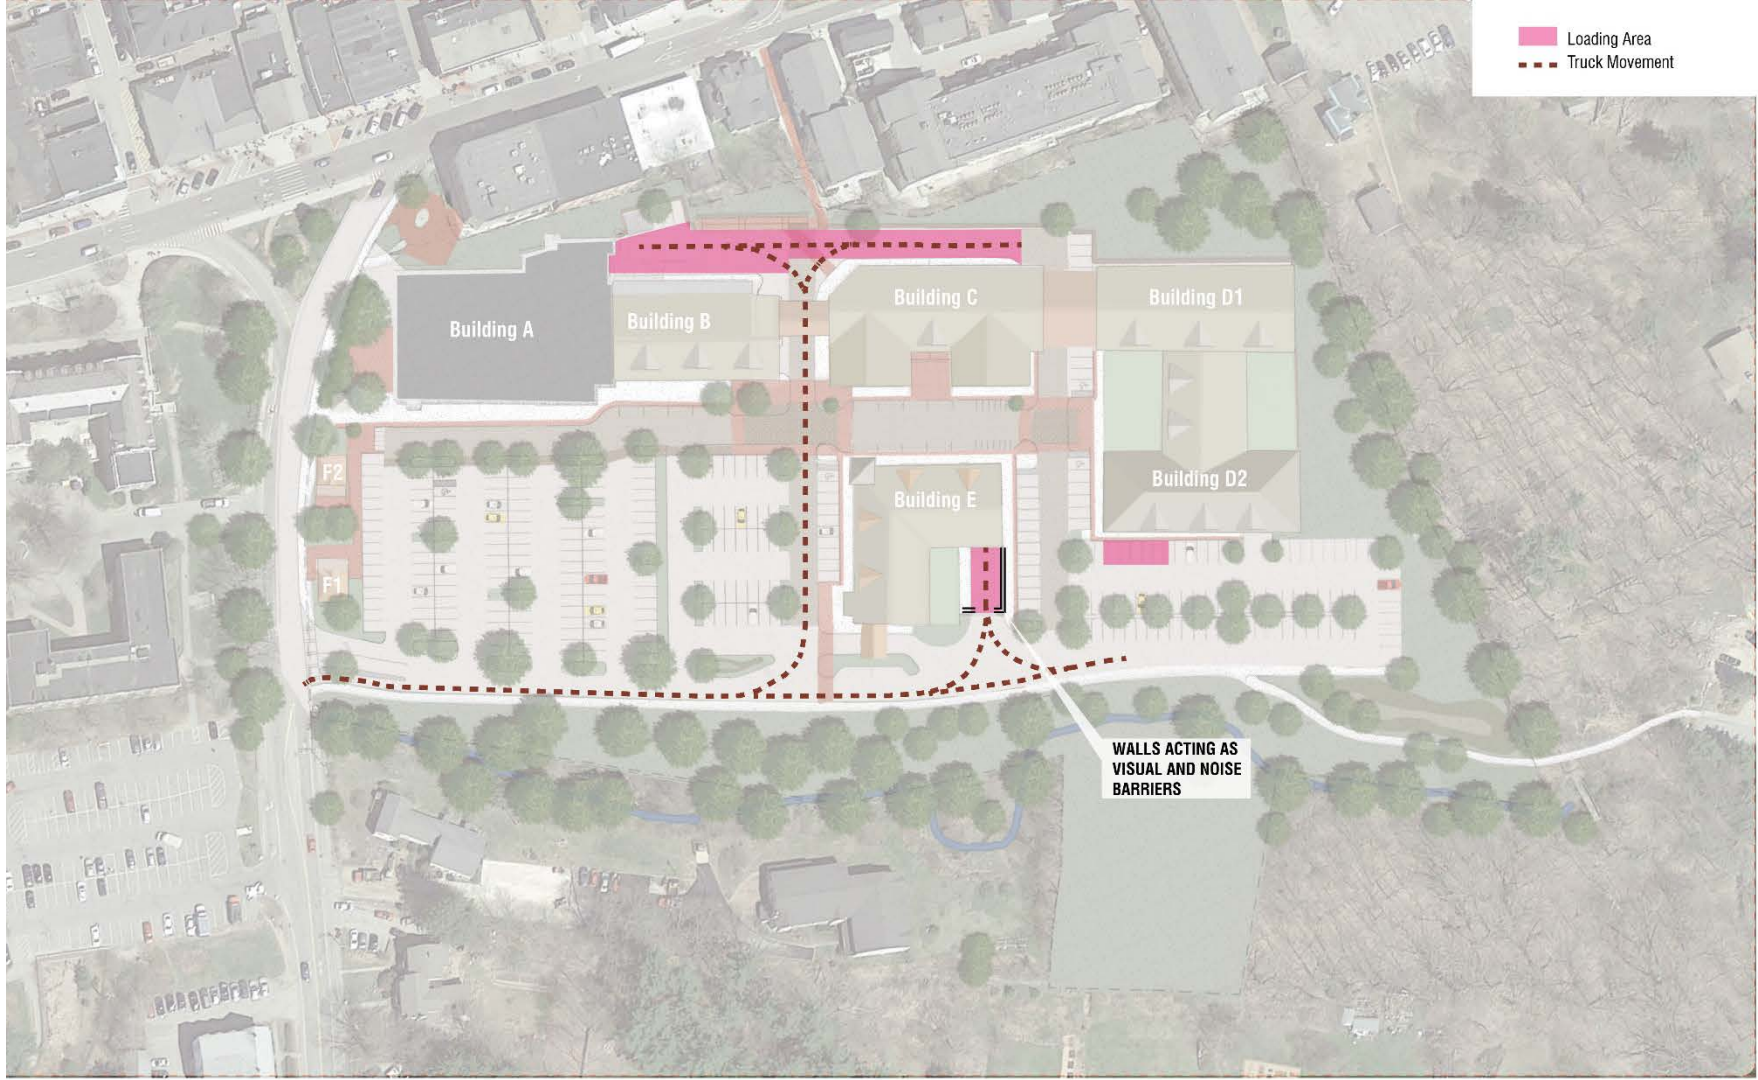 Loading Area
Truck Movement
Building A
Building B
Building C
Building D1
F2
Building E
Building D2
F1
WALLS ACTING AS
VISUAL AND NOISE
BARRIERS